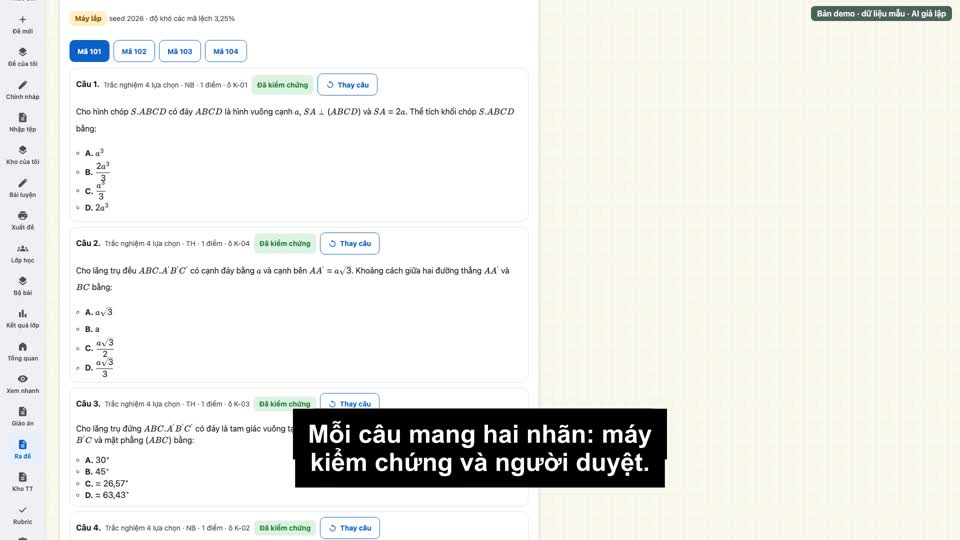 Máy lắp seed 2026 · độ khó các mã lệch 3,25%
Bản demo · dữ liệu mẫu · AI giả lập
Mã 101 Mã 102 Mã 103 Mã 104
Đề mới
Đề của tôi
Chỉnh nháp
Nhập tệp
Kho của tôi
Bài luyện
Xuất đề
Lớp học
Bộ bài
Kết quả lớp
Tổng quan
Xem nhanh
Giáo án
Ra đề
Kho TT
Rubric
Câu 1. Trắc nghiệm 4 lựa chọn · NB · 1 điểm · ô K-01 Đã kiểm chứng Thay câu
Cho hình chóp S.ABCD có đáy ABCD là hình vuông cạnh a, SA ⊥ (ABCD) và SA = 2a. Thể tích khối chóp S.ABCD
bằng:
A. a³
B. 2a³/3
C. a³/3
D. 2a³
Câu 2. Trắc nghiệm 4 lựa chọn · TH · 1 điểm · ô K-04 Đã kiểm chứng Thay câu
Cho lăng trụ đều ABC.A'B'C' có cạnh đáy bằng a và cạnh bên AA' = a√3. Khoảng cách giữa hai đường thẳng AA' và
BC bằng:
A. a√3
B. a
C. a√3/2
D. a√3/3
Câu 3. Trắc nghiệm 4 lựa chọn · TH · 1 điểm · ô K-03 Đã kiểm chứng Thay câu
Cho lăng trụ đứng ABC.A'B'C' có đáy là tam giác vuông
B'C và mặt phẳng (ABC) bằng:
A. 30°
B. 45°
C. ≈ 26,57°
D. ≈ 63,43°
Mỗi câu mang hai nhãn: máy
kiểm chứng và người duyệt.
Câu 4. Trắc nghiệm 4 lựa chọn · NB · 1 điểm · ô K-02 Đã kiểm chứng Thay câu